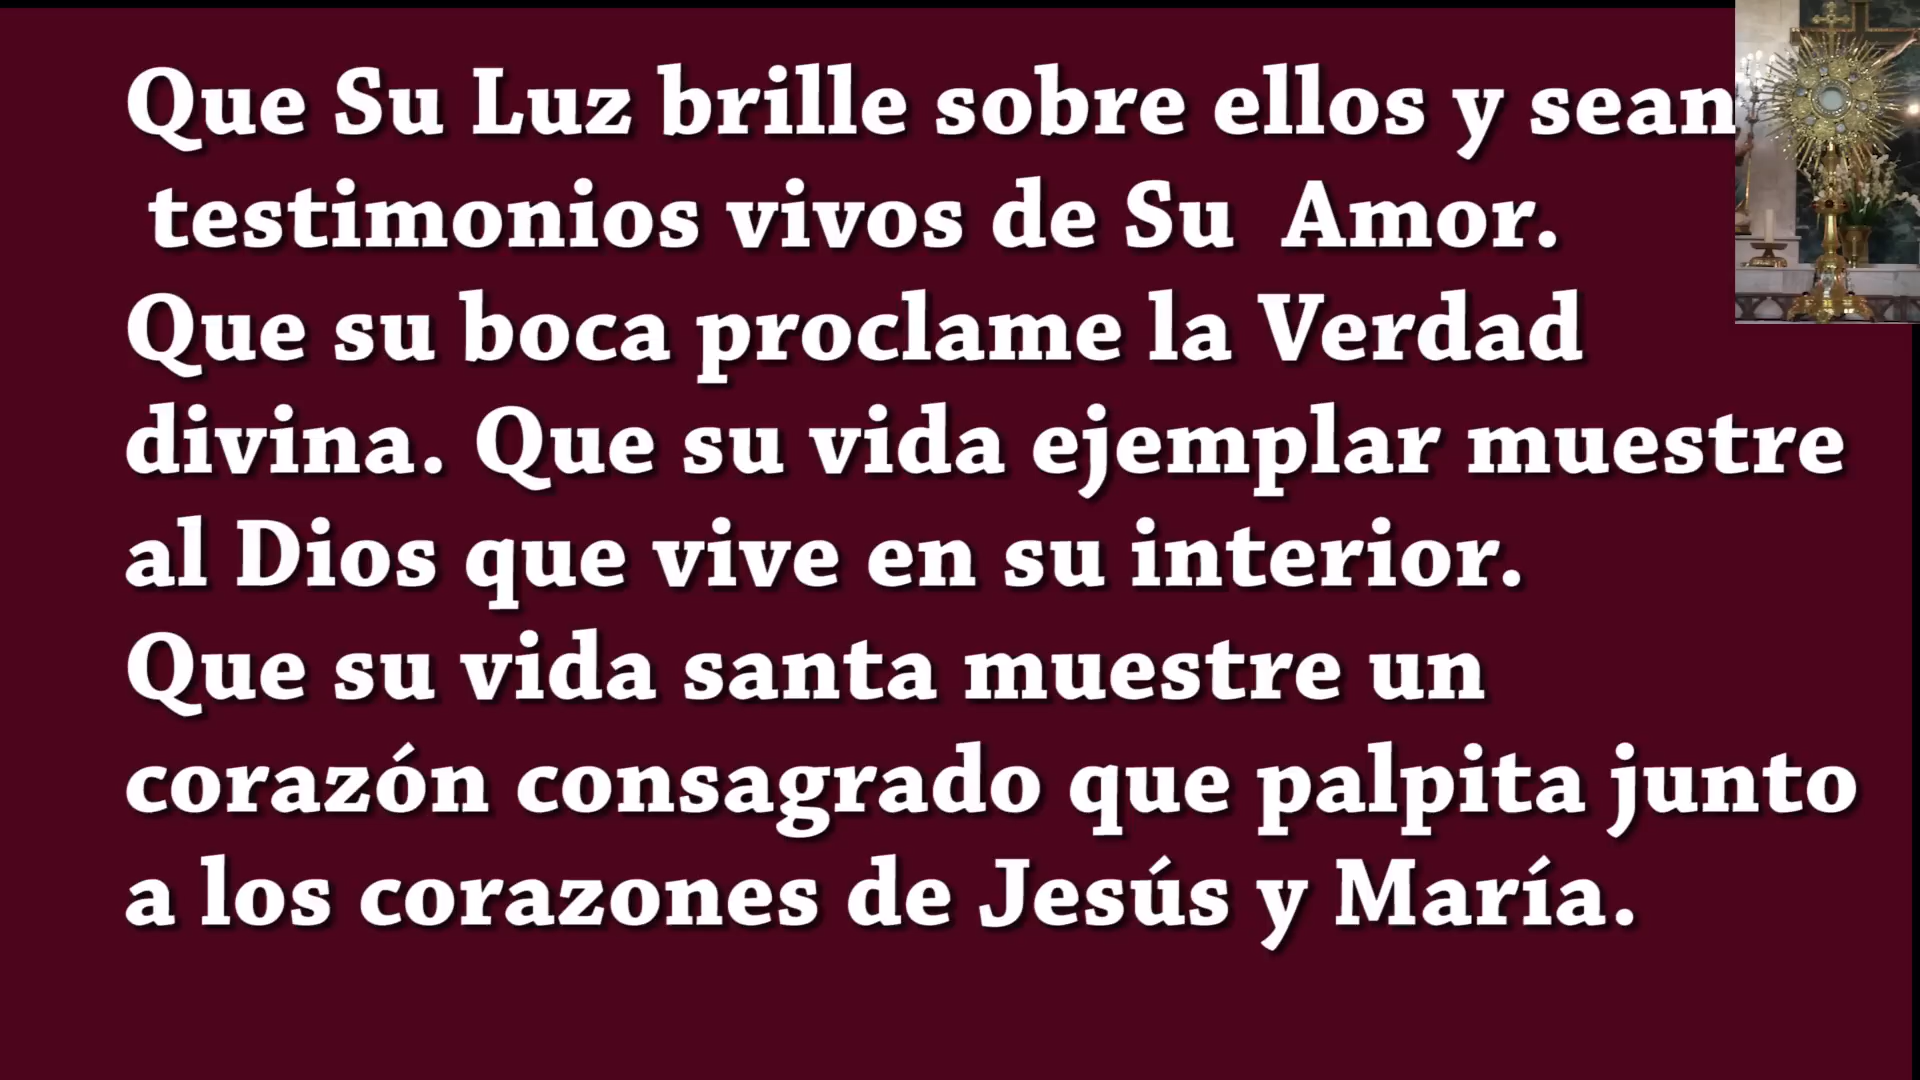 Que Su Luz brille sobre ellos y sean
testimonios vivos de Su Amor.
Que su boca proclame la Verdad
divina. Que su vida ejemplar muestre
al Dios que vive en su interior.
Que su vida santa muestre un
corazón consagrado que palpita junto
a los corazones de Jesús y María.